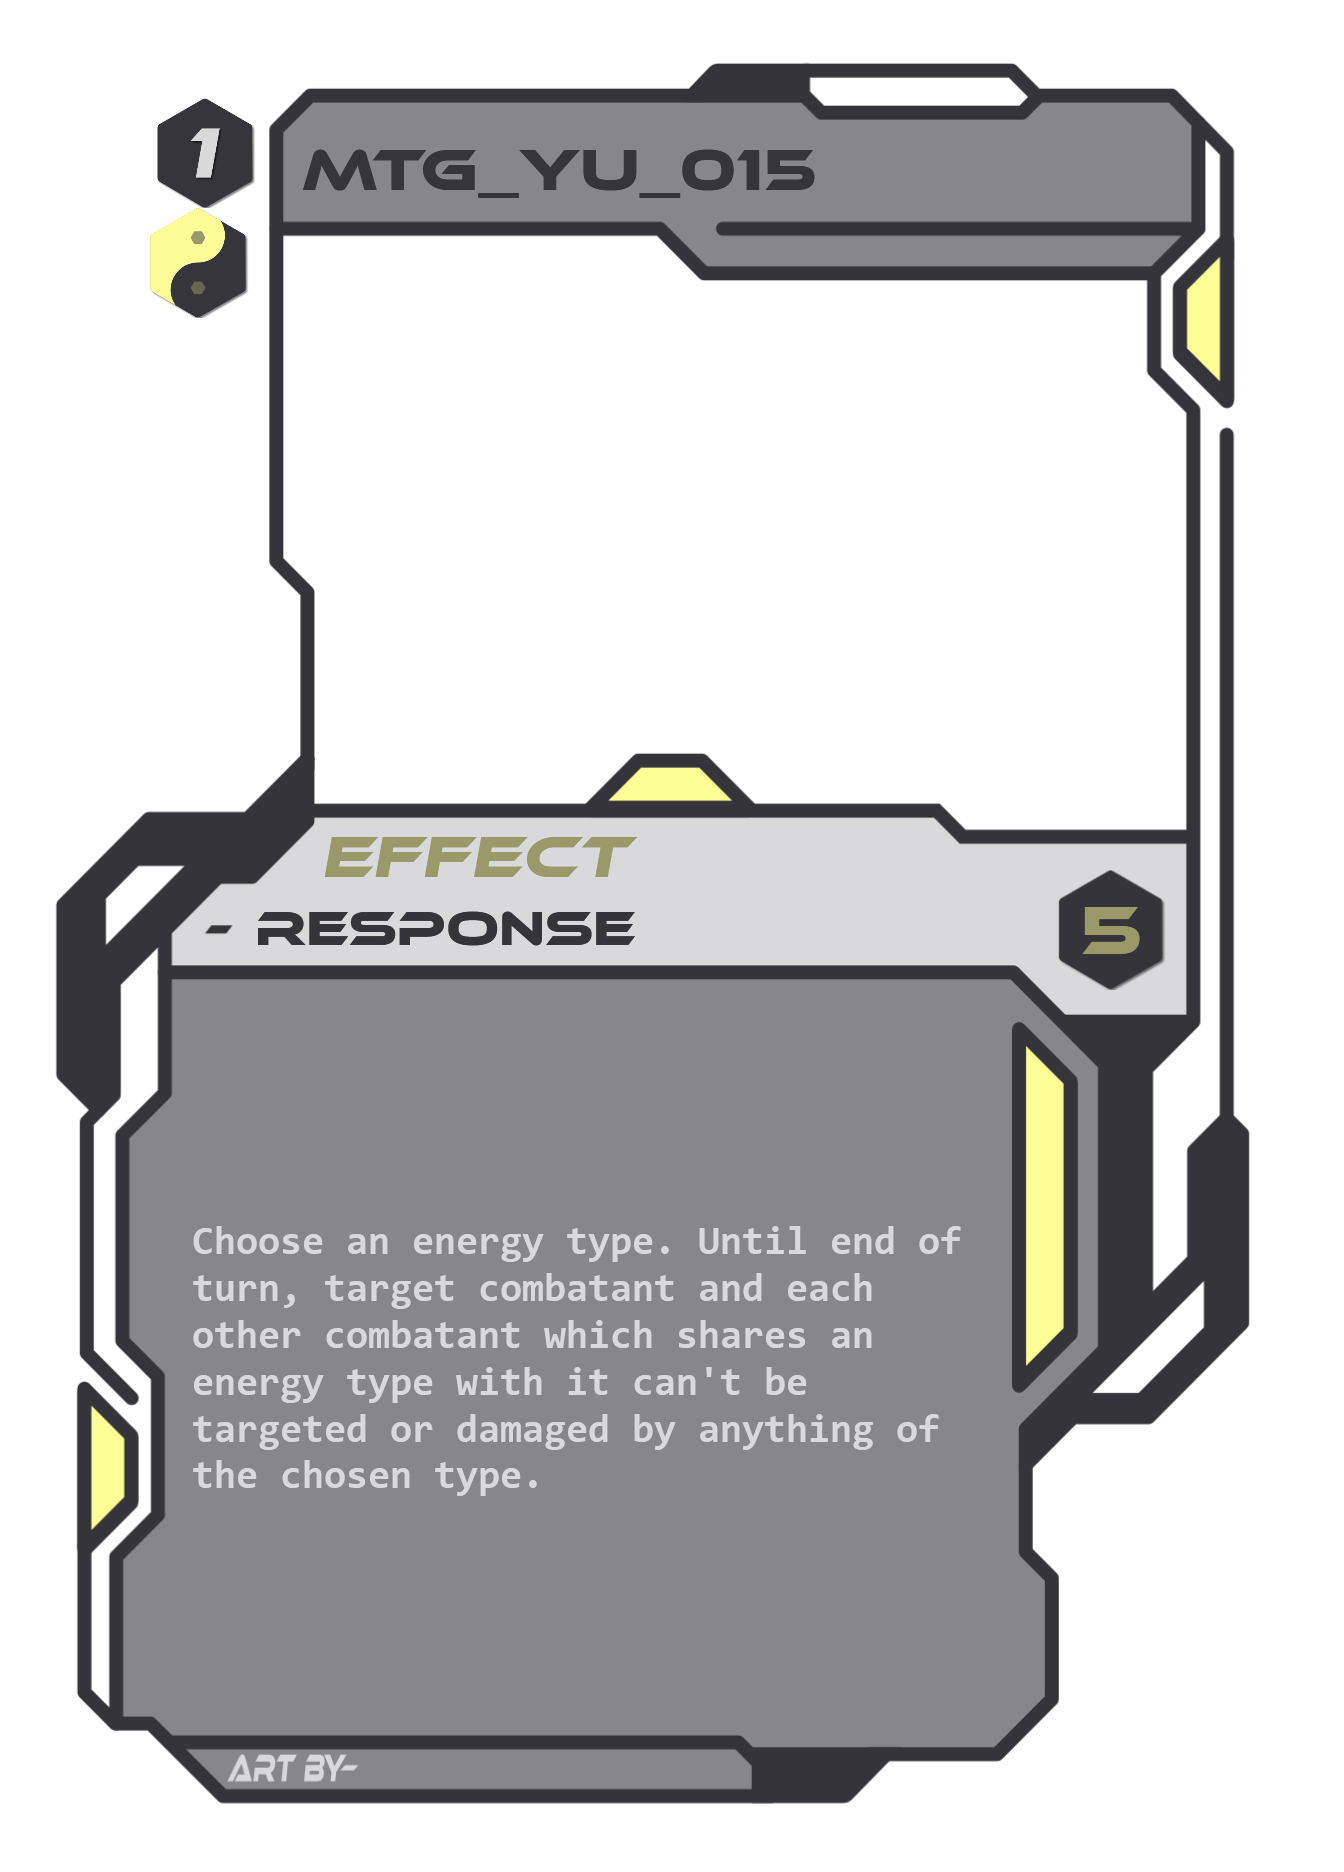 1
MTG_YU_015
EFFECT
- RESPONSE
5
Choose an energy type. Until end of
turn, target combatant and each
other combatant which shares an
energy type with it can't be
targeted or damaged by anything of
the chosen type.
ART BY-